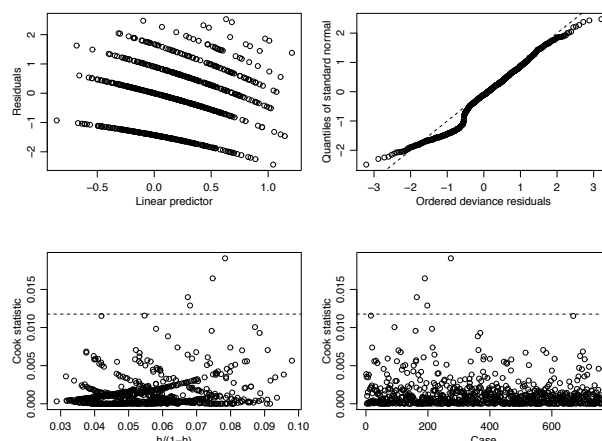 Residuals
2
1
0
−1
−2
−0.5 0.0 0.5 1.0
Linear predictor
Quantiles of standard normal
2
1
0
−1
−2
−3 −2 −1 0 1 2 3
Ordered deviance residuals
Cook statistic
0.015
0.010
0.005
0.000
0.03 0.04 0.05 0.06 0.07 0.08 0.09 0.10
h/(1−h)
Cook statistic
0.015
0.010
0.005
0.000
0 200 400 600
Case